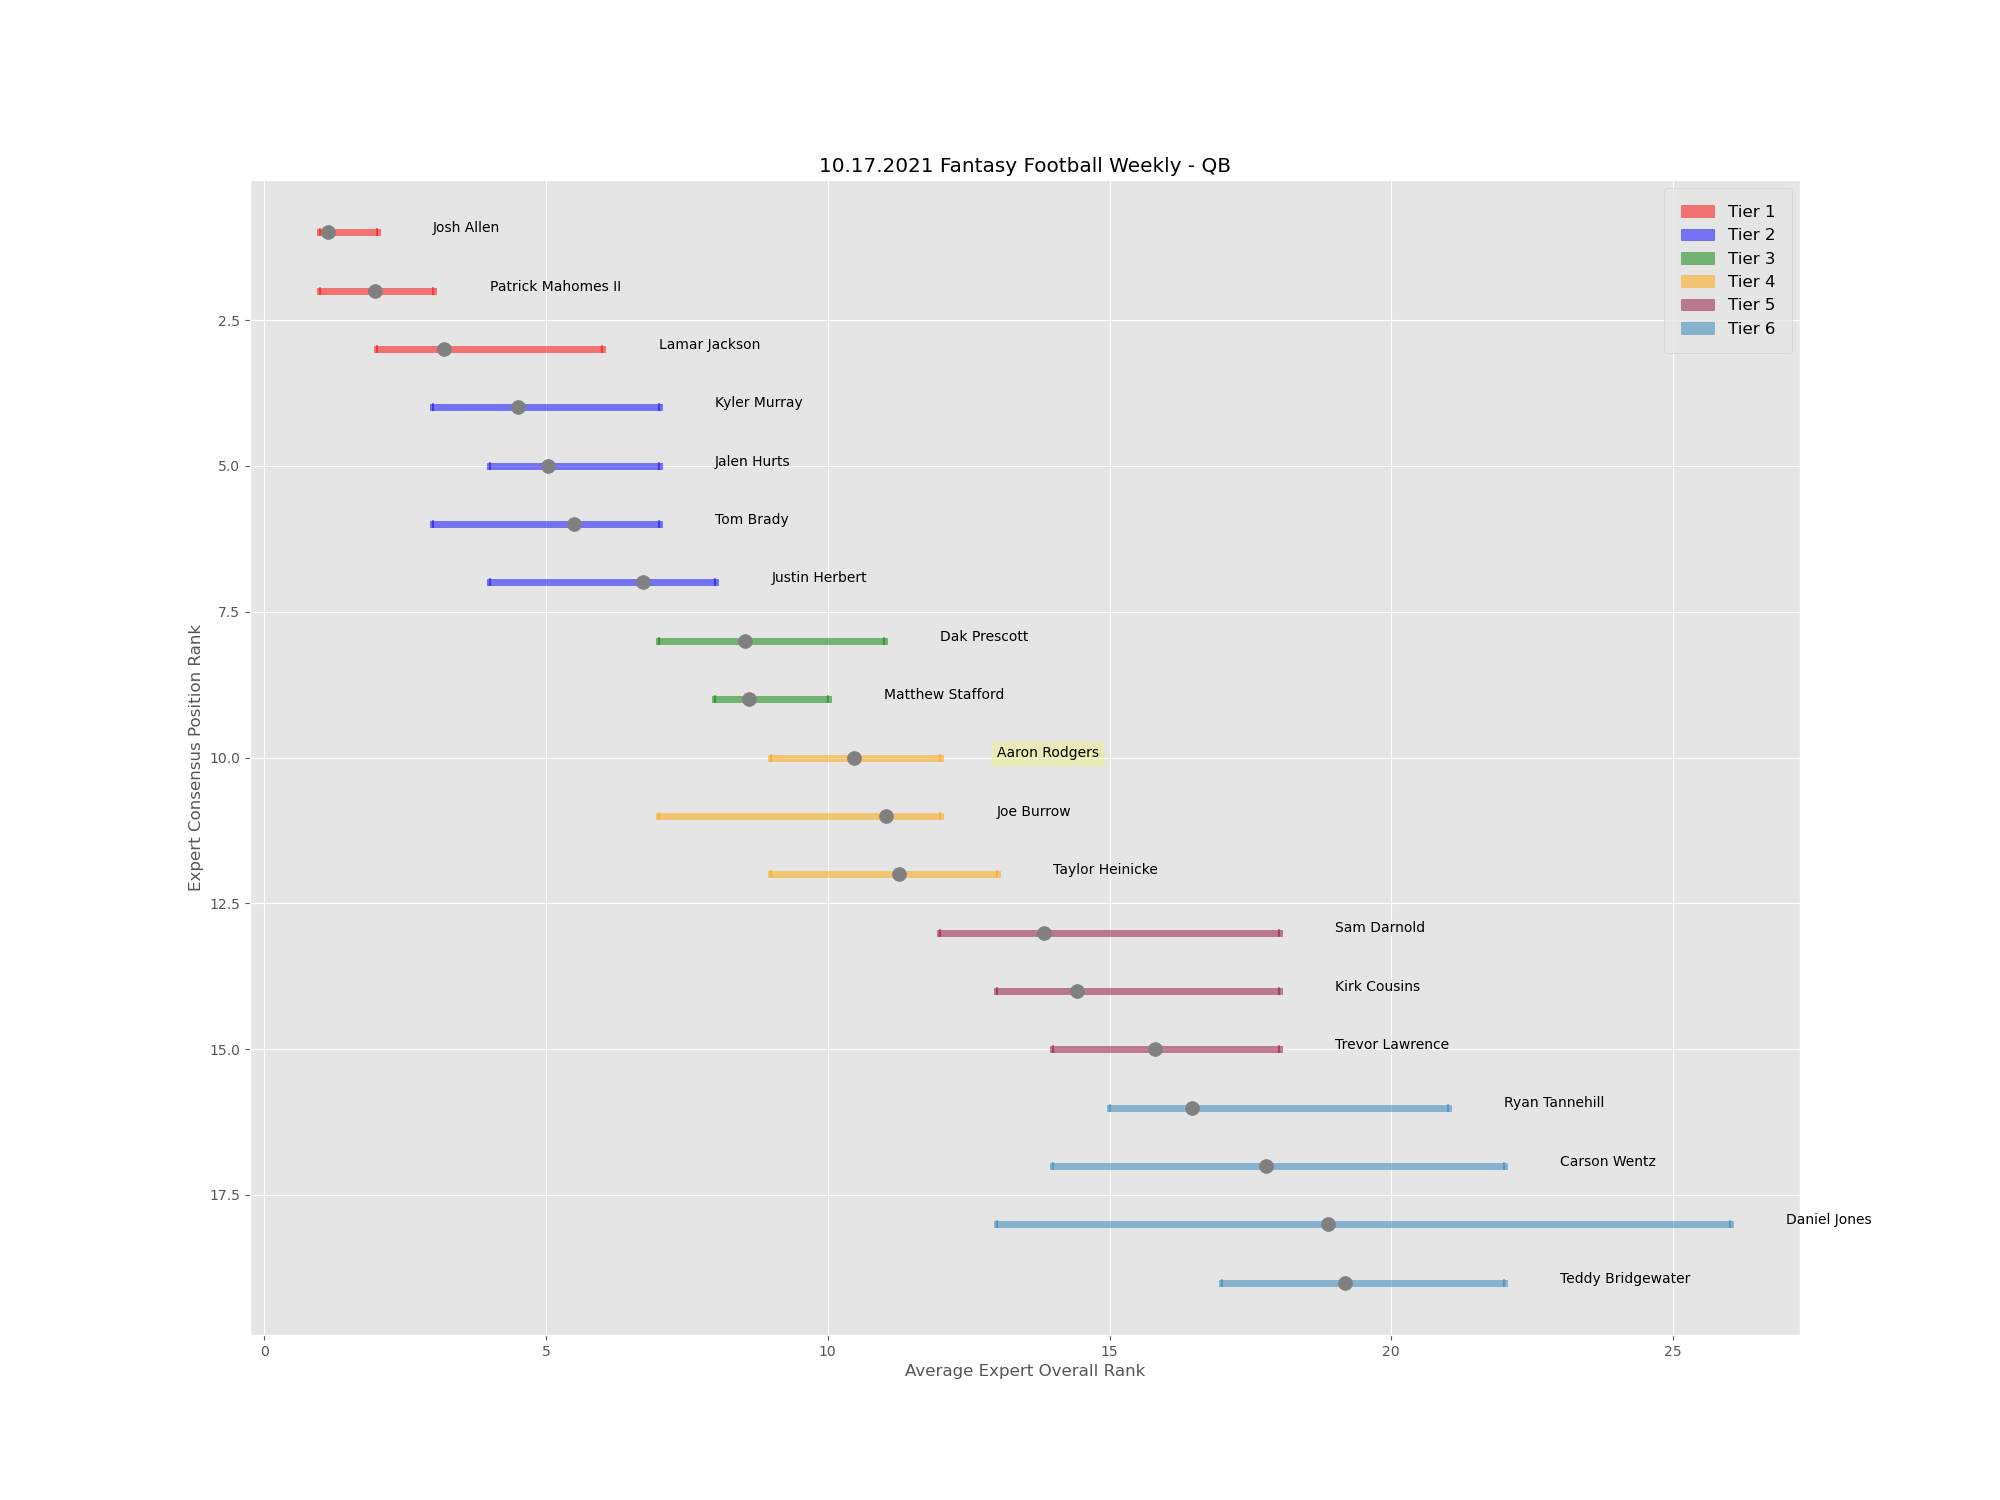 10.17.2021 Fantasy Football Weekly - QB
Tier 1
Tier 2
Tier 3
Tier 4
Tier 5
Tier 6
Josh Allen
Patrick Mahomes II
2.5
Lamar Jackson
Kyler Murray
5.0
Jalen Hurts
Tom Brady
Justin Herbert
7.5
Dak Prescott
Matthew Stafford
10.0
Aaron Rodgers
Joe Burrow
Taylor Heinicke
12.5
Sam Darnold
Kirk Cousins
15.0
Trevor Lawrence
Ryan Tannehill
Carson Wentz
17.5
Daniel Jones
Teddy Bridgewater
Expert Consensus Position Rank
0 5 10 15 20 25
Average Expert Overall Rank